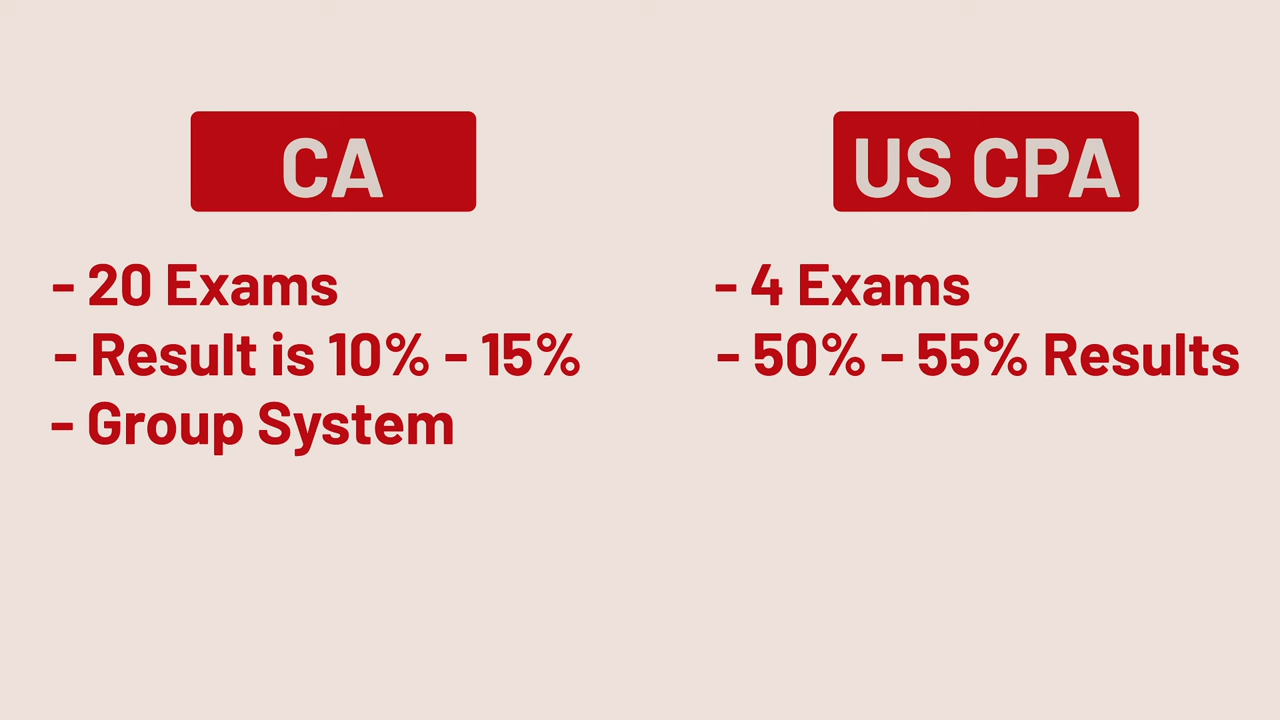 CA
- 20 Exams
- Result is 10% - 15%
- Group System
US CPA
- 4 Exams
- 50% - 55% Results